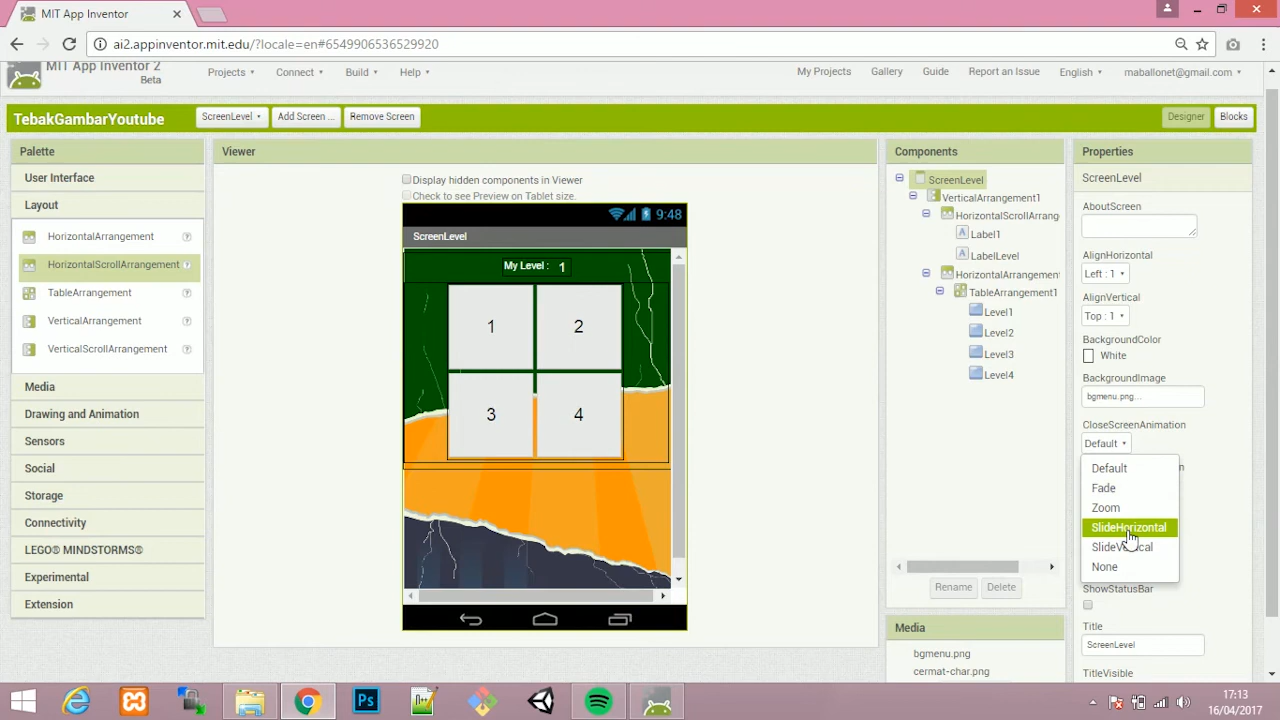 MIT App Inventor
ai2.appinventor.mit.edu/?locale=en#6549906536529920
MIT App Inventor 2
Beta
Projects
Connect
Build
Help
My Projects
Gallery
Guide
Report an Issue
English
maballonet@gmail.com
TebakGambarYoutube
ScreenLevel
Add Screen ...
Remove Screen
Designer
Blocks
Palette
User Interface
Layout
HorizontalArrangement
HorizontalScrollArrangement
TableArrangement
VerticalArrangement
VerticalScrollArrangement
Media
Drawing and Animation
Sensors
Social
Storage
Connectivity
LEGO® MINDSTORMS®
Experimental
Extension
Viewer
Display hidden components in Viewer
Check to see Preview on Tablet size.
9:48
ScreenLevel
My Level : 1
1 2
3 4
Components
ScreenLevel
VerticalArrangement1
HorizontalScrollArrang
Label1
LabelLevel
HorizontalArrangement
TableArrangement1
Level1
Level2
Level3
Level4
Rename
Delete
Media
bgmenu.png
cermat-char.png
Properties
ScreenLevel
AboutScreen
AlignHorizontal
Left : 1
AlignVertical
Top : 1
BackgroundColor
White
BackgroundImage
bgmenu.png...
CloseScreenAnimation
Default
Default
Fade
Zoom
SlideHorizontal
SlideVertical
None
ShowStatusBar
Title
ScreenLevel
TitleVisible
Ps
17:13
16/04/2017